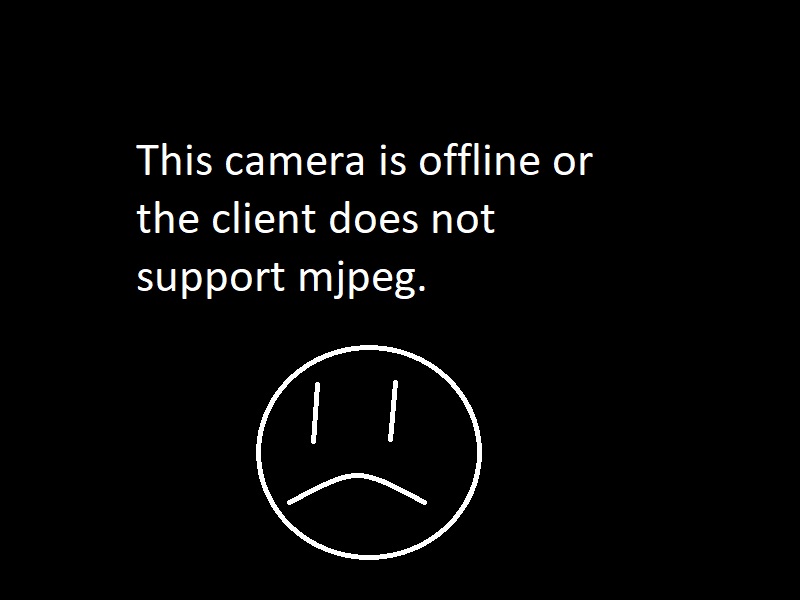 This camera is offline or
the client does not
support mjpeg.